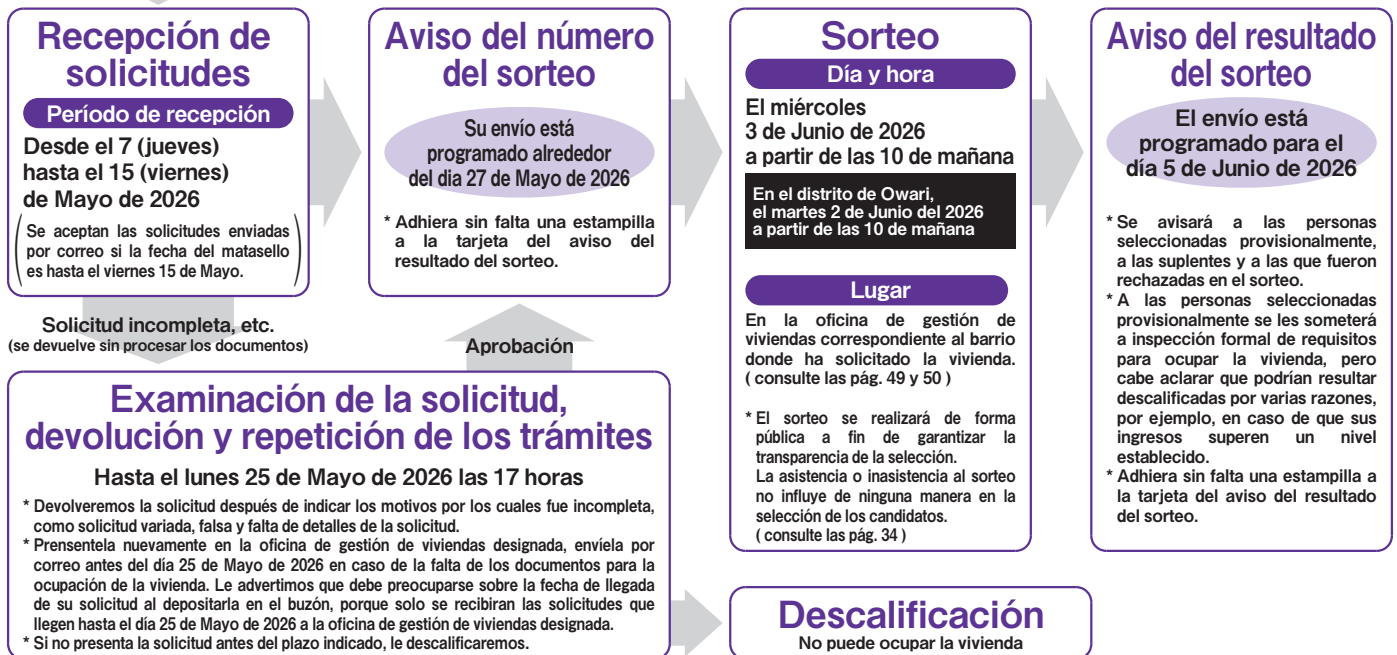 Recepción de
solicitudes
Período de recepción
Desde el 7 (jueves)
hasta el 15 (viernes)
de Mayo de 2026
Se aceptan las solicitudes enviadas
por correo si la fecha del matasello
es hasta el viernes 15 de Mayo.
Aviso del número
del sorteo
Su envío está
programado alrededor
del dia 27 de Mayo de 2026
* Adhiera sin falta una estampilla
a la tarjeta del aviso del
resultado del sorteo.
Sorteo
Día y hora
El miércoles
3 de Junio de 2026
a partir de las 10 de mañana
En el distrito de Owari,
el martes 2 de Junio del 2026
a partir de las 10 de mañana
Lugar
En la oficina de gestión de
viviendas correspondiente al barrio
donde ha solicitado la vivienda.
( consulte las pág. 49 y 50 )
* El sorteo se realizará de forma
pública a fin de garantizar la
transparencia de la selección.
La asistencia o inasistencia al sorteo
no influye de ninguna manera en la
selección de los candidatos.
( consulte las pág. 34 )
Aviso del resultado
del sorteo
El envío está
programado para el
día 5 de Junio de 2026
* Se avisará a las personas
seleccionadas provisionalmente,
a las suplentes y a las que fueron
rechazadas en el sorteo.
* A las personas seleccionadas
provisionalmente se les someterá
a inspección formal de requisitos
para ocupar la vivienda, pero
cabe aclarar que podrían resultar
descalificadas por varias razones,
por ejemplo, en caso de que sus
ingresos superen un nivel
establecido.
* Adhiera sin falta una estampilla a
la tarjeta del aviso del resultado
del sorteo.
Solicitud incompleta, etc.
(se devuelve sin procesar los documentos)
Aprobación
Examinación de la solicitud,
devolución y repetición de los trámites
Hasta el lunes 25 de Mayo de 2026 las 17 horas
* Devolveremos la solicitud después de indicar los motivos por los cuales fue incompleta,
como solicitud variada, falsa y falta de detalles de la solicitud.
* Prensentela nuevamente en la oficina de gestión de viviendas designada, envíela por
correo antes del día 25 de Mayo de 2026 en caso de la falta de los documentos para la
ocupación de la vivienda. Le advertimos que debe preocuparse sobre la fecha de llegada
de su solicitud al depositarla en el buzón, porque solo se recibiran las solicitudes que
llegen hasta el día 25 de Mayo de 2026 a la oficina de gestión de viviendas designada.
* Si no presenta la solicitud antes del plazo indicado, le descalificaremos.
Descalificación
No puede ocupar la vivienda